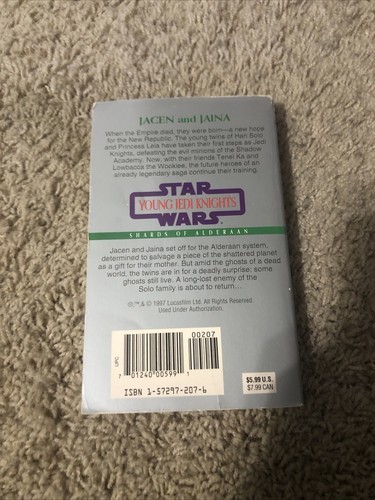 JACEN and JAINA
When the Empire died, they were born—a new hope
for the New Republic. The young twins of Han Solo
and Princess Leia have taken their first steps as Jedi
Knights, defeating the evil minions of the Shadow
Academy. Now, with their friends Tenel Ka and
Lowbacca the Wookiee, the future heroes of an
already legendary saga continue their training.
STAR
YOUNG JEDI KNIGHTS
WARS
SHARDS OF ALDERAAN
Jacen and Jaina set off for the Alderaan system,
determined to salvage a piece of the shattered planet
as a gift for their mother. But amid the ghosts of a dead
world, the twins are in for a deadly surprise: some
ghosts still live. A long-lost enemy of the
Solo family is about to return...
®,™ & © 1997 Lucasfilm Ltd. All Rights Reserved.
Used Under Authorization.
00207
UPC
7 01240 00599 1
ISBN 1-57297-207-6
$5.99 U.S.
$7.99 CAN